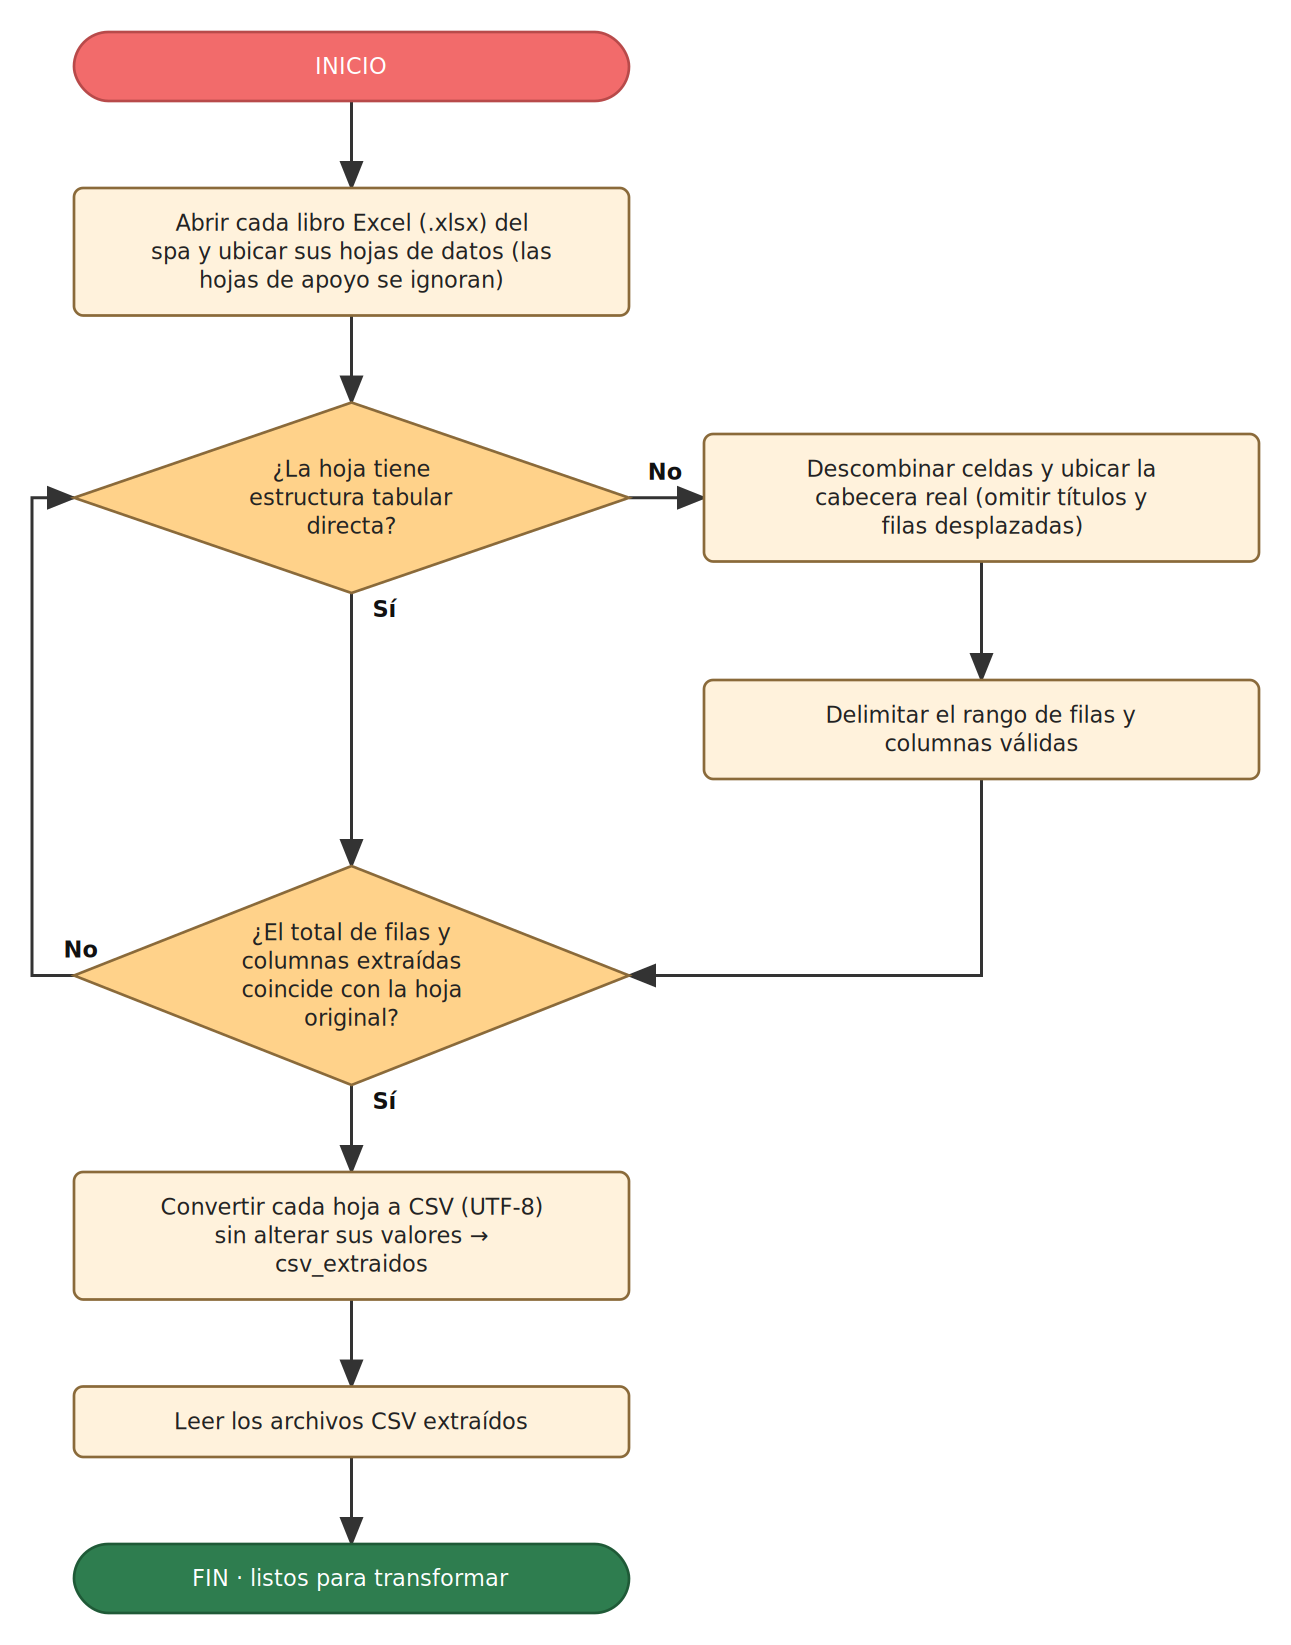 INICIO
Abrir cada libro Excel (.xlsx) del
spa y ubicar sus hojas de datos (las
hojas de apoyo se ignoran)
¿La hoja tiene
estructura tabular
directa?
No
Descombinar celdas y ubicar la
cabecera real (omitir títulos y
filas desplazadas)
Sí
Delimitar el rango de filas y
columnas válidas
¿El total de filas y
columnas extraídas
coincide con la hoja
original?
No
Sí
Convertir cada hoja a CSV (UTF-8)
sin alterar sus valores →
csv_extraidos
Leer los archivos CSV extraídos
FIN · listos para transformar